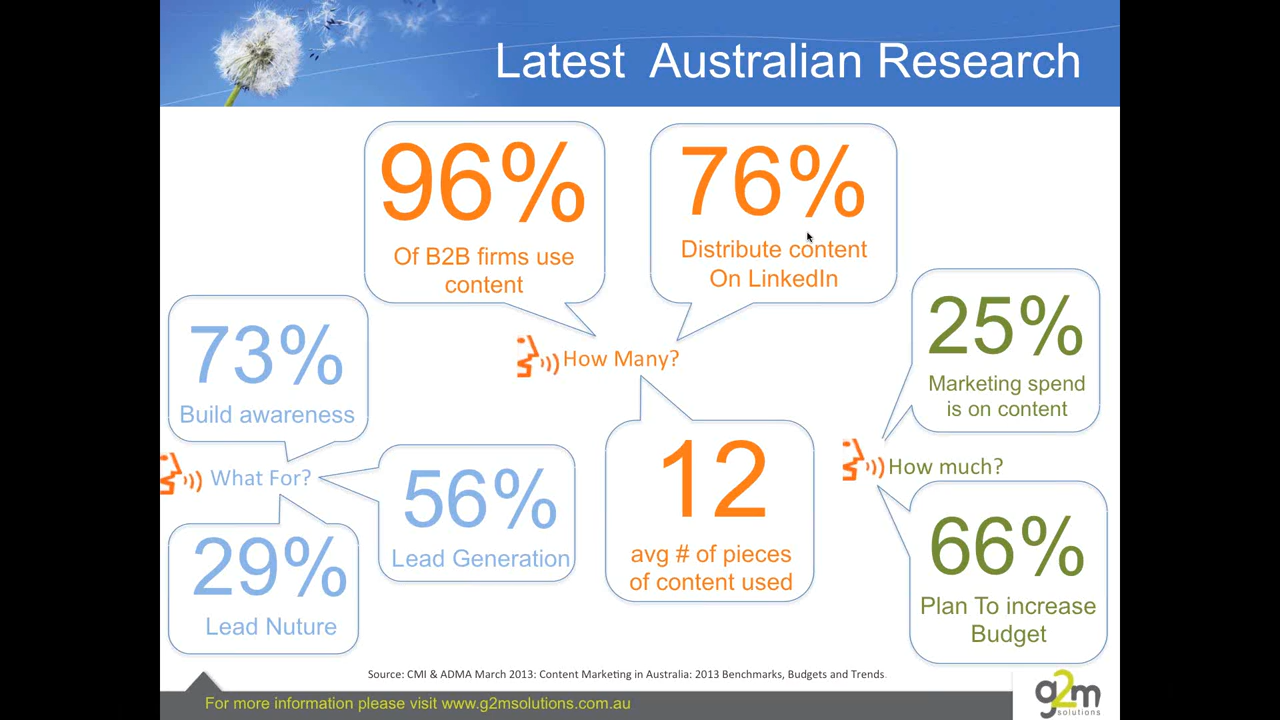 Latest Australian Research
96%
Of B2B firms use
content
76%
Distribute content
On LinkedIn
How Many?
12
avg # of pieces
of content used
73%
Build awareness
What For?
56%
Lead Generation
29%
Lead Nuture
25%
Marketing spend
is on content
How much?
66%
Plan To increase
Budget
Source: CMI & ADMA March 2013: Content Marketing in Australia: 2013 Benchmarks, Budgets and Trends
For more information please visit www.g2msolutions.com.au
g2m
solutions